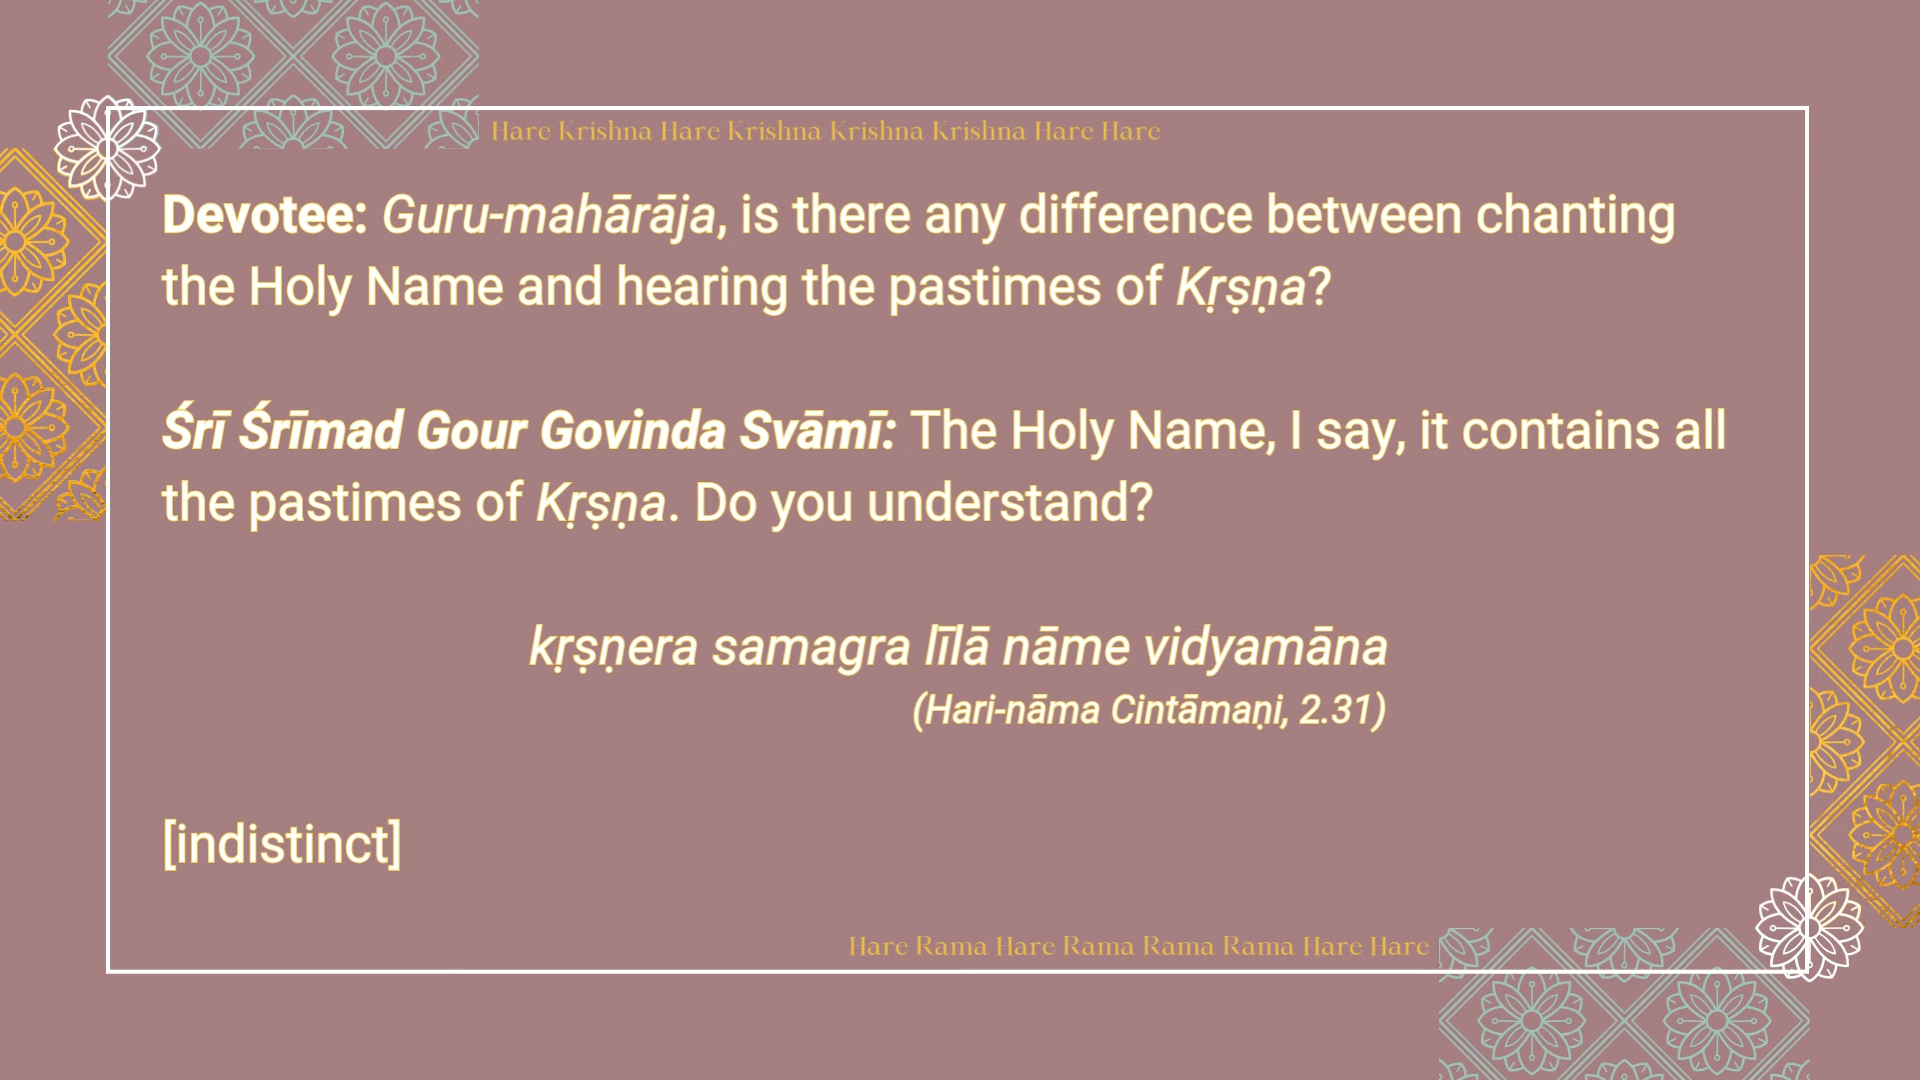 Hare Krishna Hare Krishna Krishna Krishna Hare Hare
Devotee: Guru-mahārāja, is there any difference between chanting
the Holy Name and hearing the pastimes of Kṛṣṇa?
Śrī Śrīmad Gour Govinda Svāmī: The Holy Name, I say, it contains all
the pastimes of Kṛṣṇa. Do you understand?
kṛṣṇera samagra līlā nāme vidyamāna
(Hari-nāma Cintāmaṇi, 2.31)
[indistinct]
Hare Rama Hare Rama Rama Rama Hare Hare